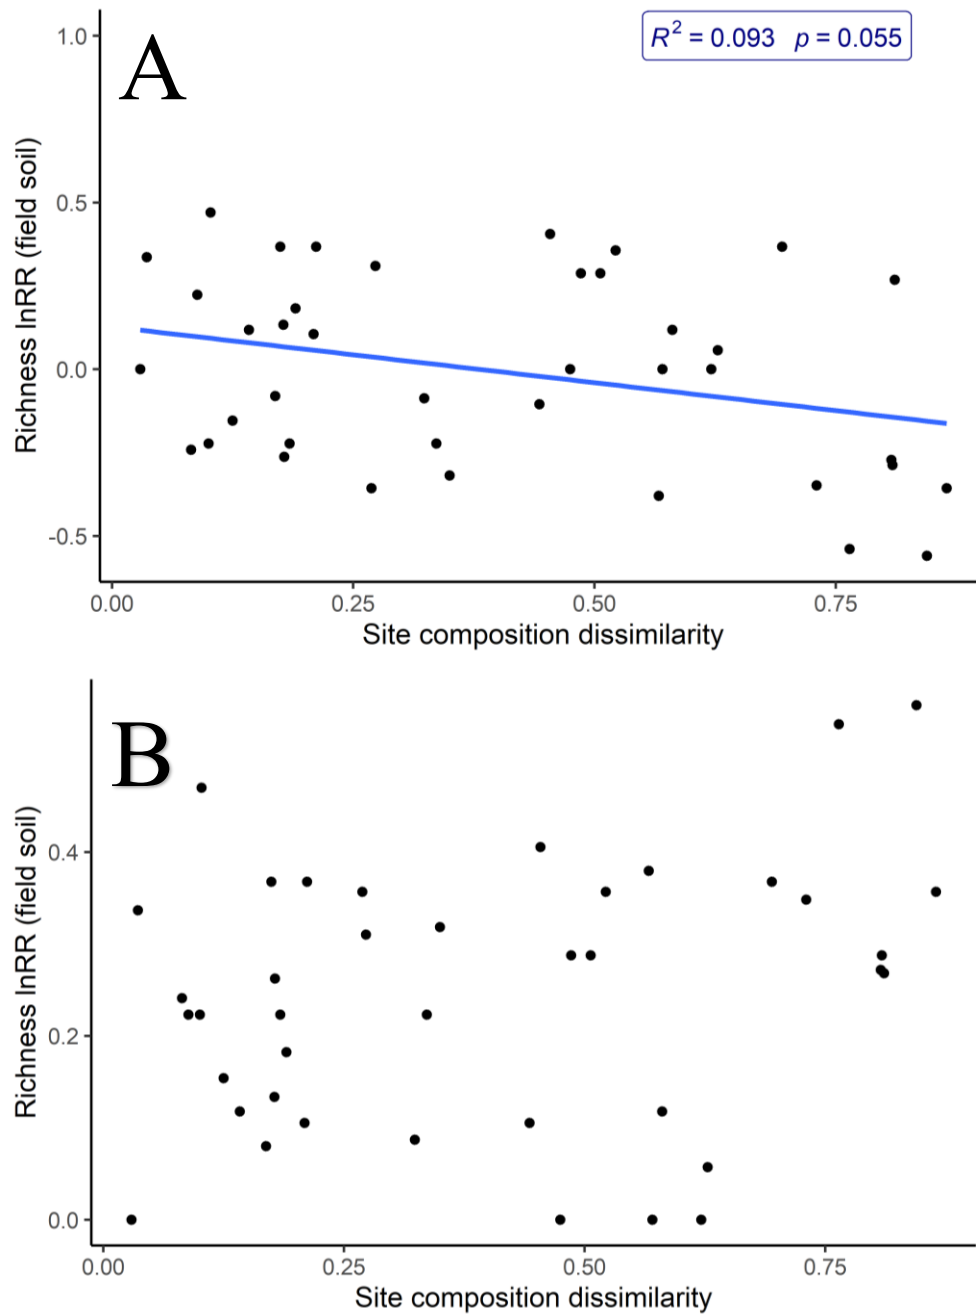 A
R² = 0.093 p = 0.055
Richness lnRR (field soil)
1.0
0.5
0.0
-0.5
0.00 0.25 0.50 0.75
Site composition dissimilarity
B
Richness lnRR (field soil)
0.4
0.2
0.0
0.00 0.25 0.50 0.75
Site composition dissimilarity